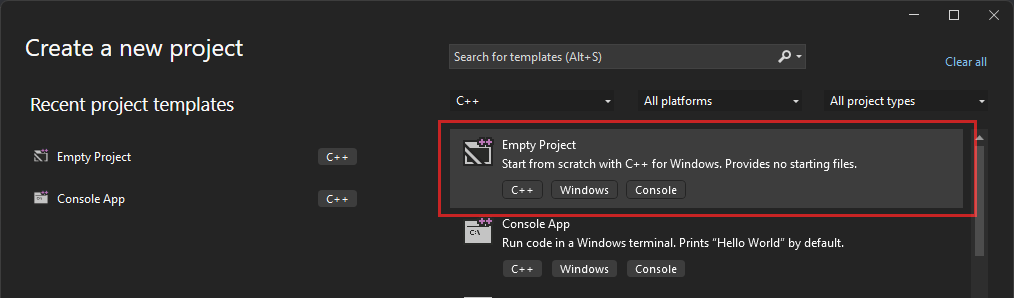 Create a new project
Search for templates (Alt+S)
Clear all
Recent project templates
C++
All platforms
All project types
Empty Project
C++
Console App
C++
Empty Project
Start from scratch with C++ for Windows. Provides no starting files.
C++ Windows Console
Console App
Run code in a Windows terminal. Prints "Hello World" by default.
C++ Windows Console